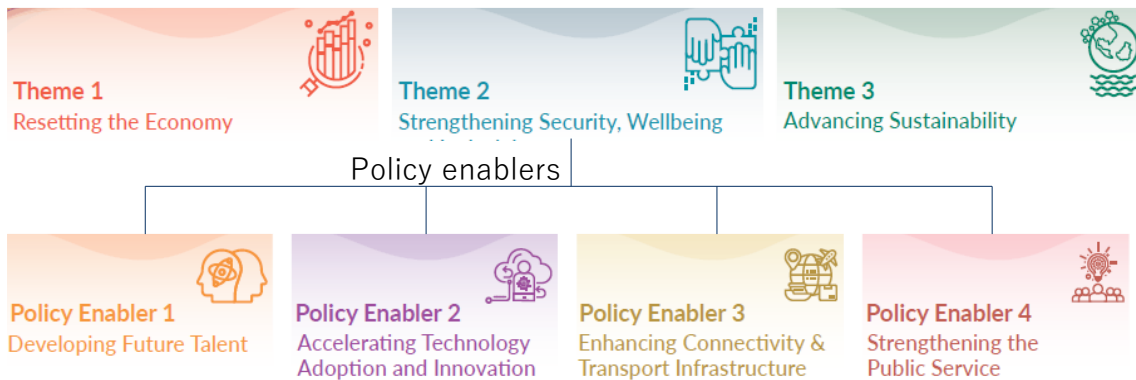 Theme 1
Resetting the Economy
Theme 2
Strengthening Security, Wellbeing
Theme 3
Advancing Sustainability
Policy enablers
Policy Enabler 1
Developing Future Talent
Policy Enabler 2
Accelerating Technology
Adoption and Innovation
Policy Enabler 3
Enhancing Connectivity &
Transport Infrastructure
Policy Enabler 4
Strengthening the
Public Service